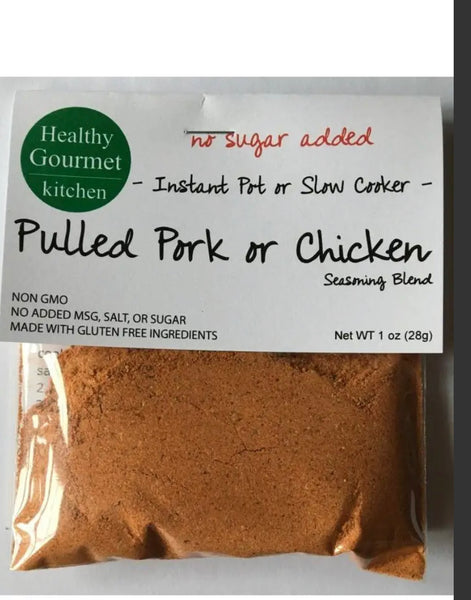 Healthy
Gourmet
kitchen
no sugar added
- Instant Pot or Slow Cooker -
Pulled Pork or Chicken
Seasoning Blend
NON GMO
NO ADDED MSG, SALT, OR SUGAR
MADE WITH GLUTEN FREE INGREDIENTS
Net WT 1 oz (28g)